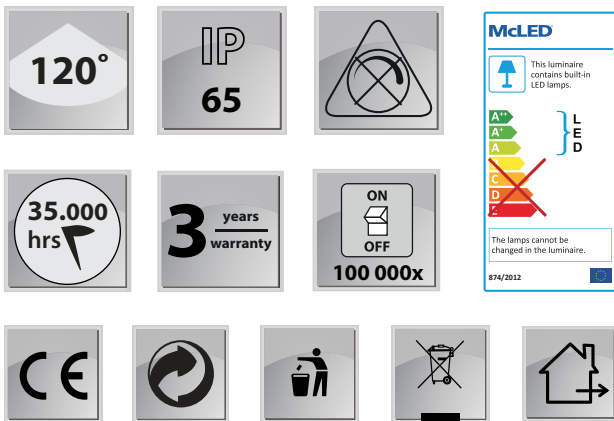 120°
IP
65
35.000
hrs
3 years
warranty
ON
OFF
100 000x
CE
McLED
This luminaire
contains built-in
LED lamps.
A++
A+
A
C
D
L
E
D
The lamps cannot be
changed in the luminaire.
874/2012